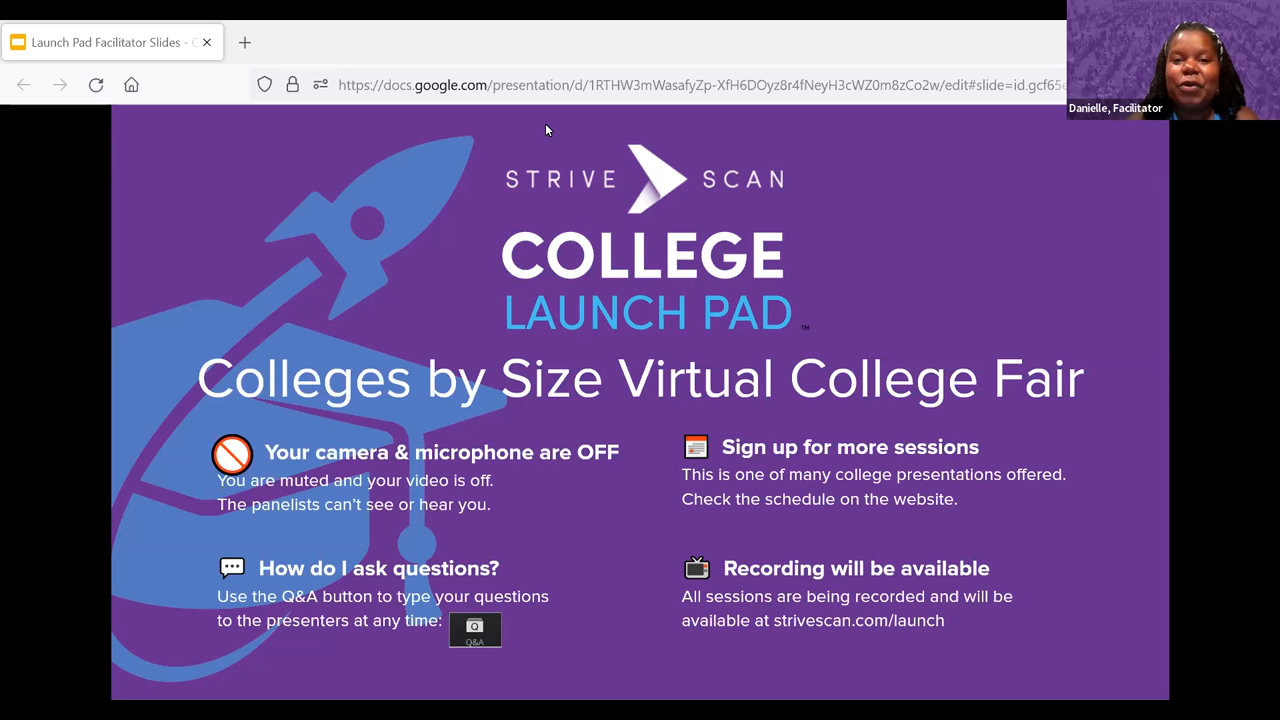 Launch Pad Facilitator Slides - G
https://docs.google.com/presentation/d/1RTHW3mWasafyZp-XfH6DOyz8r4fNeyH3cWZ0m8zCo2w/edit#slide=id.gcf65
Danielle, Facilitator
STRIVE SCAN
COLLEGE
LAUNCH PAD ™
Colleges by Size Virtual College Fair
Your camera & microphone are OFF
You are muted and your video is off.
The panelists can't see or hear you.
Sign up for more sessions
This is one of many college presentations offered.
Check the schedule on the website.
How do I ask questions?
Use the Q&A button to type your questions
to the presenters at any time:
Q
Q&A
Recording will be available
All sessions are being recorded and will be
available at strivescan.com/launch